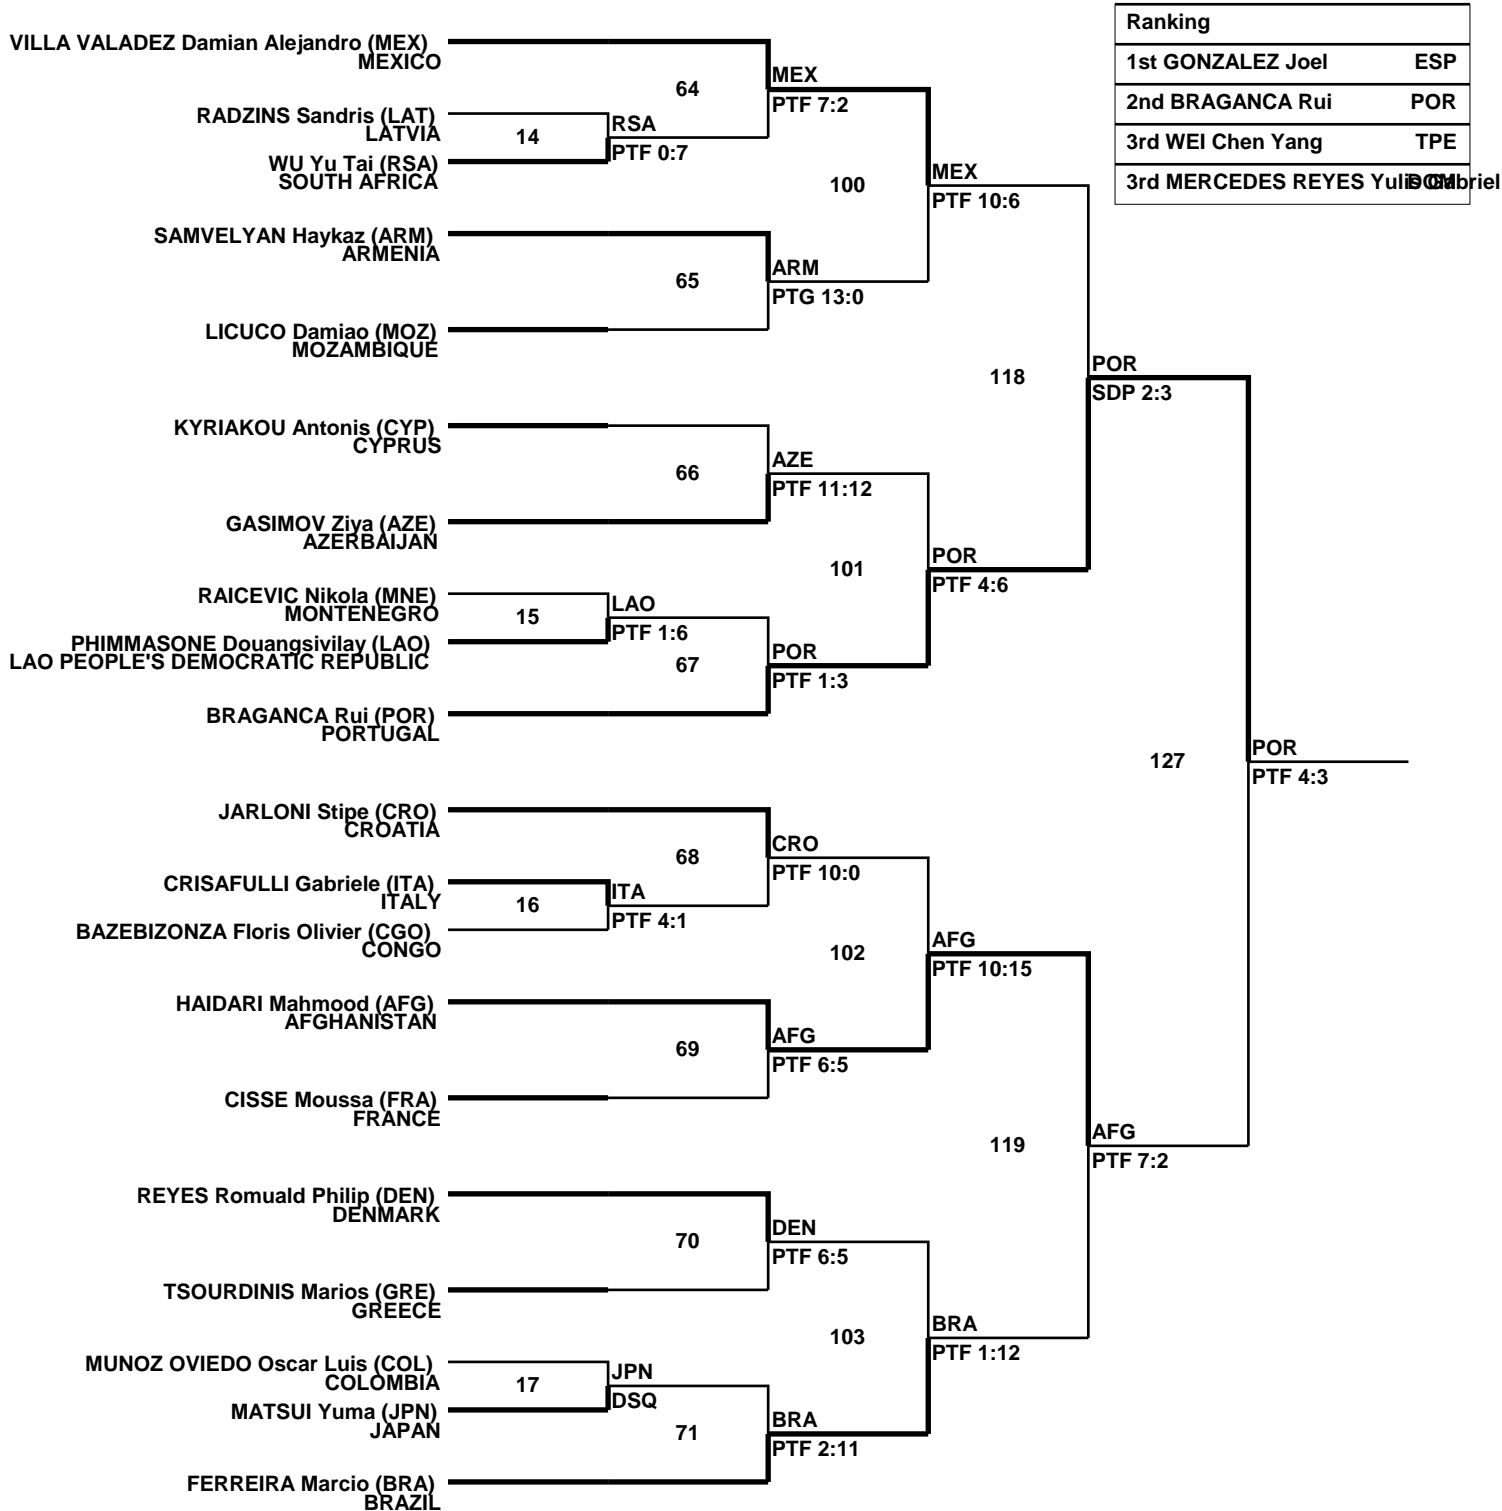 Ranking
1st GONZALEZ Joel ESP
2nd BRAGANCA Rui POR
3rd WEI Chen Yang TPE
3rd MERCEDES REYES Yulis Gabriel DOM
VILLA VALADEZ Damian Alejandro (MEX)
MEXICO
64
MEX
PTF 7:2
RADZINS Sandris (LAT)
LATVIA
14
RSA
PTF 0:7
WU Yu Tai (RSA)
SOUTH AFRICA
100
MEX
PTF 10:6
SAMVELYAN Haykaz (ARM)
ARMENIA
65
ARM
PTG 13:0
LICUCO Damiao (MOZ)
MOZAMBIQUE
118
POR
SDP 2:3
KYRIAKOU Antonis (CYP)
CYPRUS
66
AZE
PTF 11:12
GASIMOV Ziya (AZE)
AZERBAIJAN
101
POR
PTF 4:6
RAICEVIC Nikola (MNE)
MONTENEGRO
15
LAO
PTF 1:6
PHIMMASONE Douangsivilay (LAO)
LAO PEOPLE'S DEMOCRATIC REPUBLIC
67
POR
PTF 1:3
BRAGANCA Rui (POR)
PORTUGAL
127
POR
PTF 4:3
JARLONI Stipe (CRO)
CROATIA
68
CRO
PTF 10:0
CRISAFULLI Gabriele (ITA)
ITALY
16
ITA
PTF 4:1
BAZEBIZONZA Floris Olivier (CGO)
CONGO
102
AFG
PTF 10:15
HAIDARI Mahmood (AFG)
AFGHANISTAN
69
AFG
PTF 6:5
CISSE Moussa (FRA)
FRANCE
119
AFG
PTF 7:2
REYES Romuald Philip (DEN)
DENMARK
70
DEN
PTF 6:5
TSOURDINIS Marios (GRE)
GREECE
103
BRA
PTF 1:12
MUNOZ OVIEDO Oscar Luis (COL)
COLOMBIA
17
JPN
DSQ
MATSUI Yuma (JPN)
JAPAN
71
BRA
PTF 2:11
FERREIRA Marcio (BRA)
BRAZIL